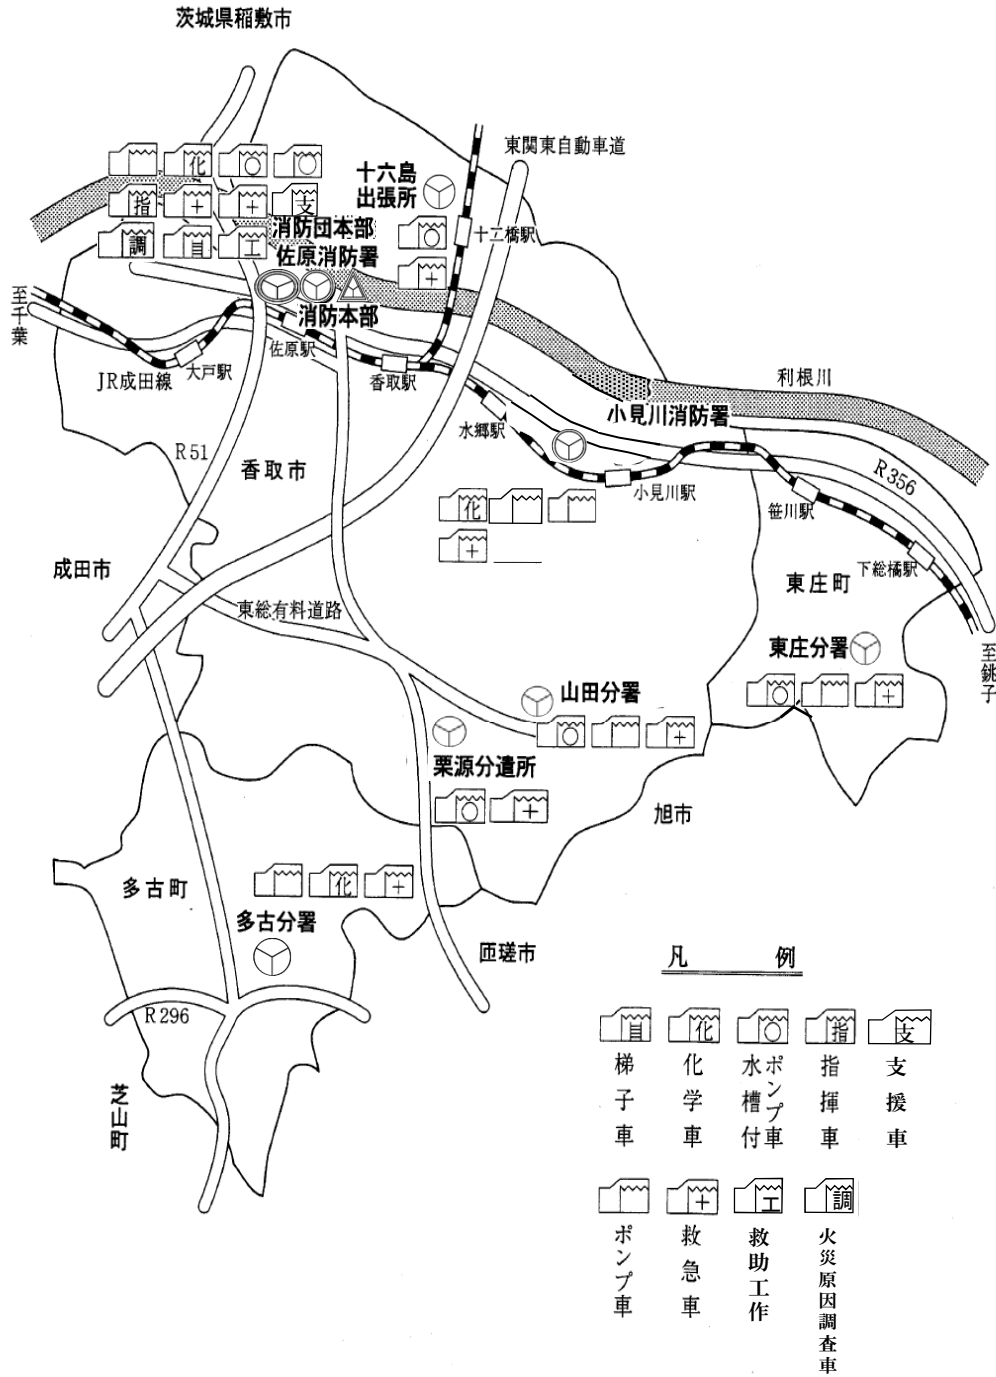 茨城県稲敷市
東関東自動車道
十六島
出張所
化
指
支
調
工
消防団本部
佐原消防署
消防本部
十二橋駅
至千葉
JR成田線
大戸駅
佐原駅
香取駅
水郷駅
利根川
小見川消防署
R51
香取市
小見川駅
R356
笹川駅
化
成田市
下総橘駅
東庄町
東総有料道路
東庄分署
至銚子
山田分署
栗源分遣所
旭市
多古町
化
多古分署
匝瑳市
R296
芝山町
凡例
化
指
支
梯子車
化学車
水槽付ポンプ車
指揮車
支援車
工
調
ポンプ車
救急車
救助工作
火災原因調査車